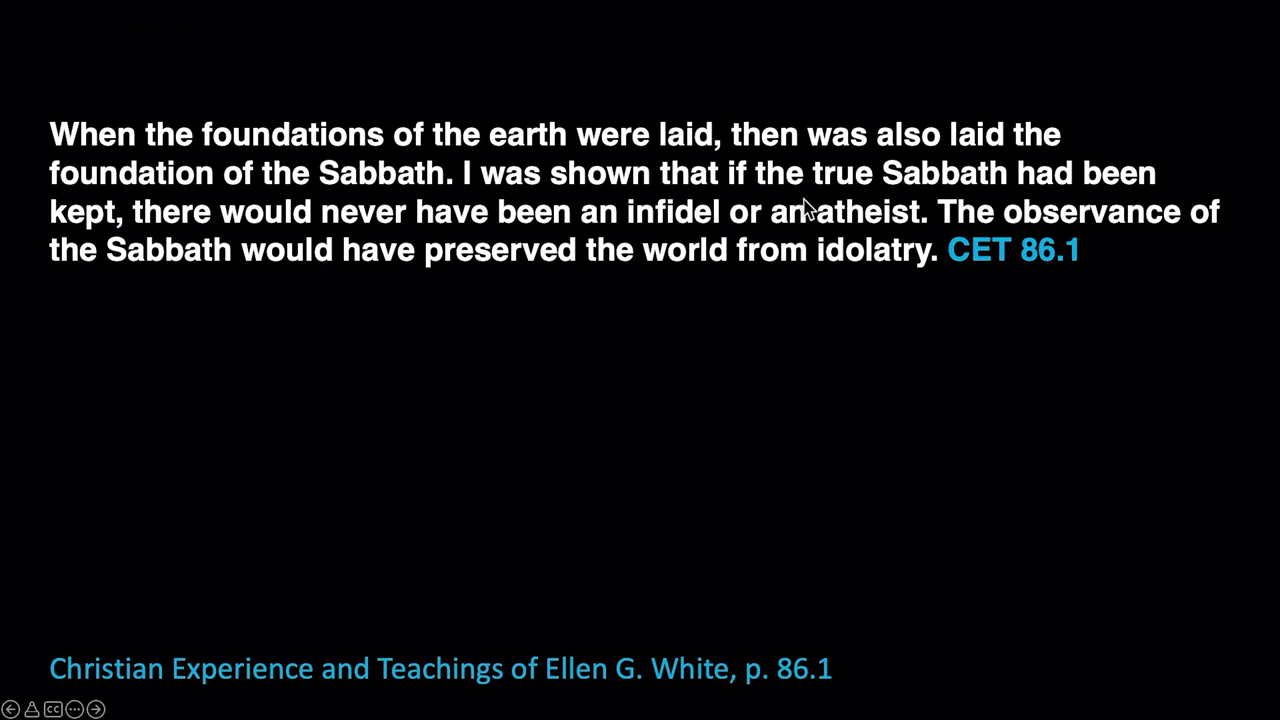 When the foundations of the earth were laid, then was also laid the
foundation of the Sabbath. I was shown that if the true Sabbath had been
kept, there would never have been an infidel or an atheist. The observance of
the Sabbath would have preserved the world from idolatry. CET 86.1
Christian Experience and Teachings of Ellen G. White, p. 86.1
CC